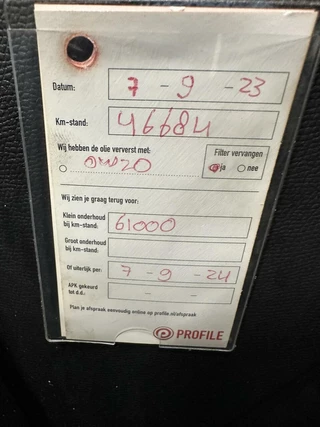 Datum: 7 - 9 - 23
Km-stand: 46684
Wij hebben de olie ververst met:
0W20
Filter vervangen
ja nee
Wij zien je graag terug voor:
Klein onderhoud
bij km-stand: 61000
Groot onderhoud
bij km-stand:
Of uiterlijk per: 7 - 9 - 24
APK gekeurd
tot d.d.: - -
Plan je afspraak eenvoudig online op profile.nl/afspraak
PROFILE